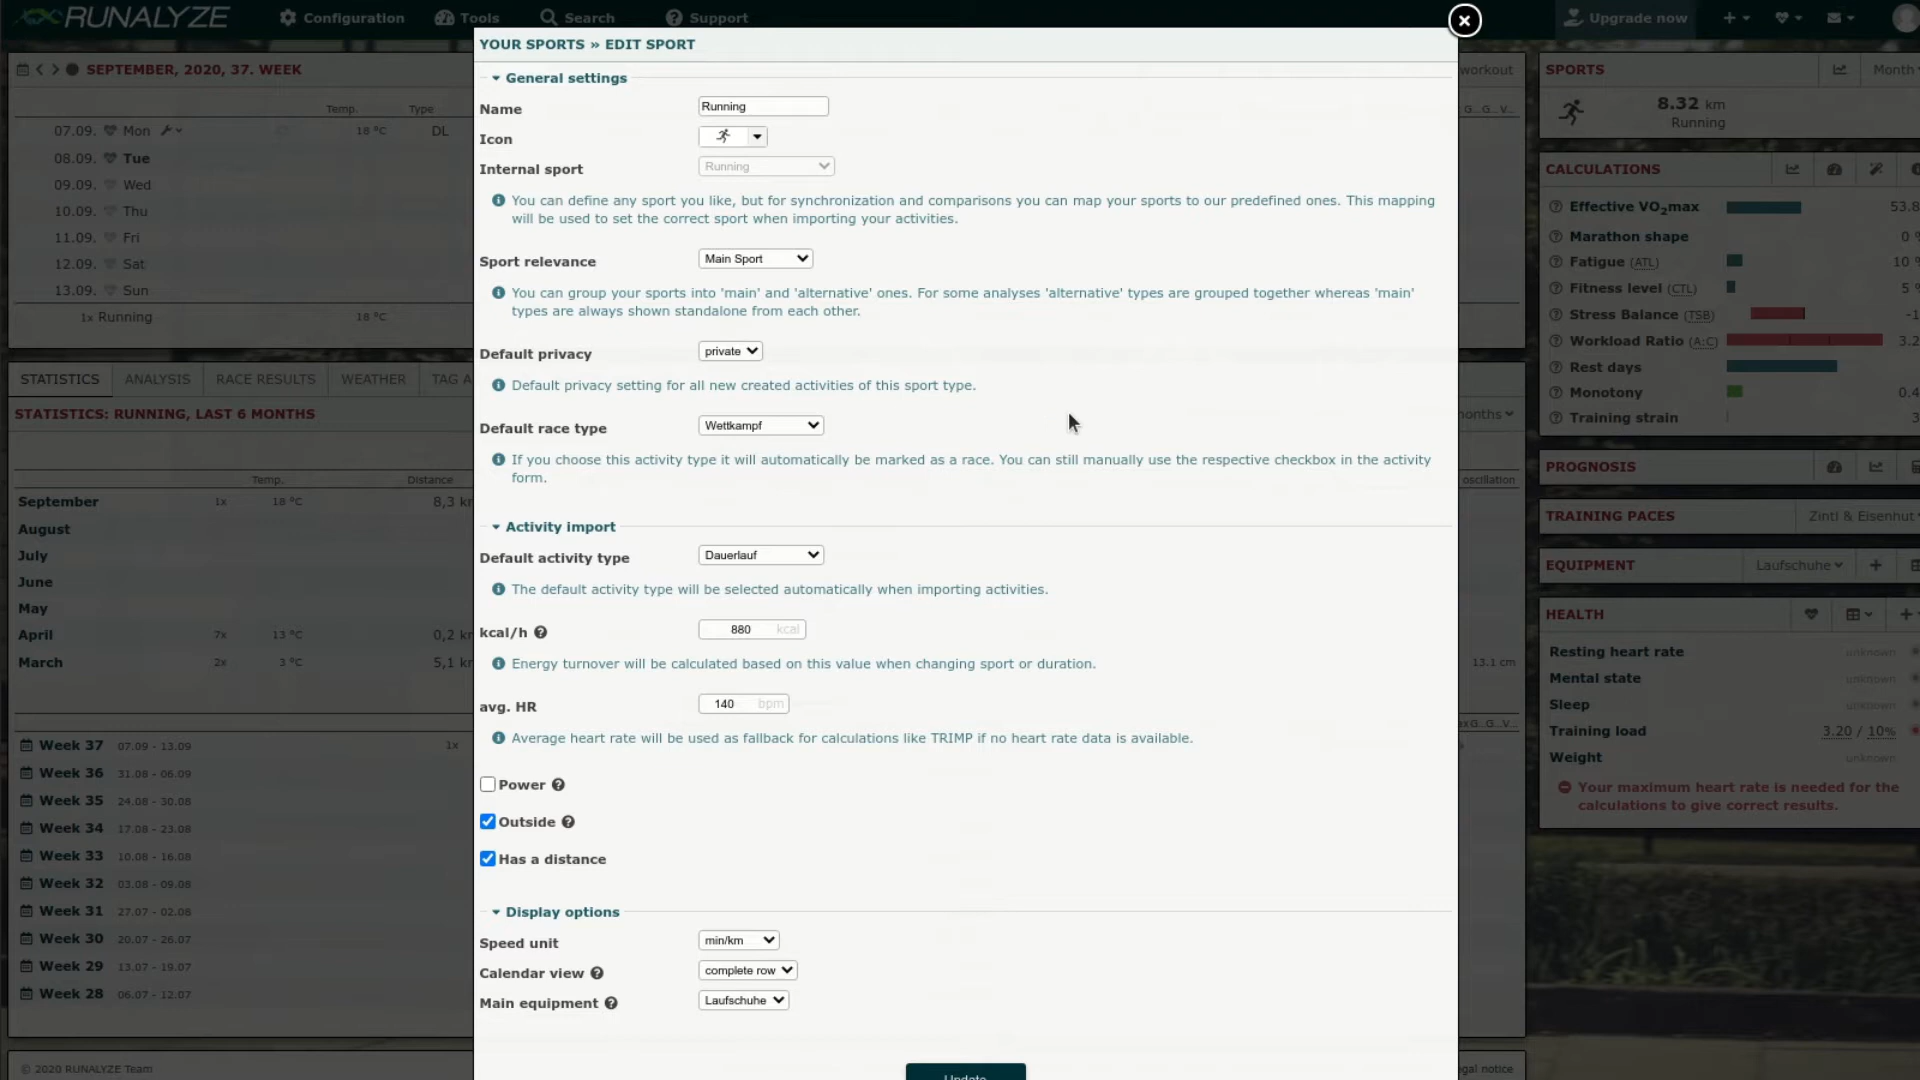 RUNALYZE
Configuration
Tools
Search
Support
Upgrade now
SEPTEMBER, 2020, 37. WEEK
Temp. Type
07.09. Mon 18 °C DL
08.09. Tue
09.09. Wed
10.09. Thu
11.09. Fri
12.09. Sat
13.09. Sun
1x Running 18 °C
STATISTICS ANALYSIS RACE RESULTS WEATHER TAG A
STATISTICS: RUNNING, LAST 6 MONTHS
Temp. Distance
September 1x 18 °C 8,3 k
August
July
June
May
April 7x 13 °C 0,2 k
March 2x 3 °C 5,1 k
Week 37 07.09 - 13.09 1x
Week 36 31.08 - 06.09
Week 35 24.08 - 30.08
Week 34 17.08 - 23.08
Week 33 10.08 - 16.08
Week 32 03.08 - 09.08
Week 31 27.07 - 02.08
Week 30 20.07 - 26.07
Week 29 13.07 - 19.07
Week 28 06.07 - 12.07
© 2020 RUNALYZE Team
YOUR SPORTS » EDIT SPORT
General settings
Name Running
Icon
Internal sport Running
You can define any sport you like, but for synchronization and comparisons you can map your sports to our predefined ones. This mapping
will be used to set the correct sport when importing your activities.
Sport relevance Main Sport
You can group your sports into 'main' and 'alternative' ones. For some analyses 'alternative' types are grouped together whereas 'main'
types are always shown standalone from each other.
Default privacy private
Default privacy setting for all new created activities of this sport type.
Default race type Wettkampf
If you choose this activity type it will automatically be marked as a race. You can still manually use the respective checkbox in the activity
form.
Activity import
Default activity type Dauerlauf
The default activity type will be selected automatically when importing activities.
kcal/h 880 kcal
Energy turnover will be calculated based on this value when changing sport or duration.
avg. HR 140 bpm
Average heart rate will be used as fallback for calculations like TRIMP if no heart rate data is available.
Power
Outside
Has a distance
Display options
Speed unit min/km
Calendar view complete row
Main equipment Laufschuhe
Update
workout
onths
oscillation
13.1 cm
gal notice
SPORTS Month
8.32 km
Running
CALCULATIONS
Effective VO2max 53.8
Marathon shape 0 %
Fatigue (ATL) 10 %
Fitness level (CTL) 5 %
Stress Balance (TSB) -1
Workload Ratio (A:C) 3.2
Rest days
Monotony 0.4
Training strain 3
PROGNOSIS
TRAINING PACES Zintl & Eisenhut
EQUIPMENT Laufschuhe
HEALTH
Resting heart rate unknown
Mental state unknown
Sleep unknown
Training load 3.20 / 10%
Weight unknown
Your maximum heart rate is needed for the
calculations to give correct results.